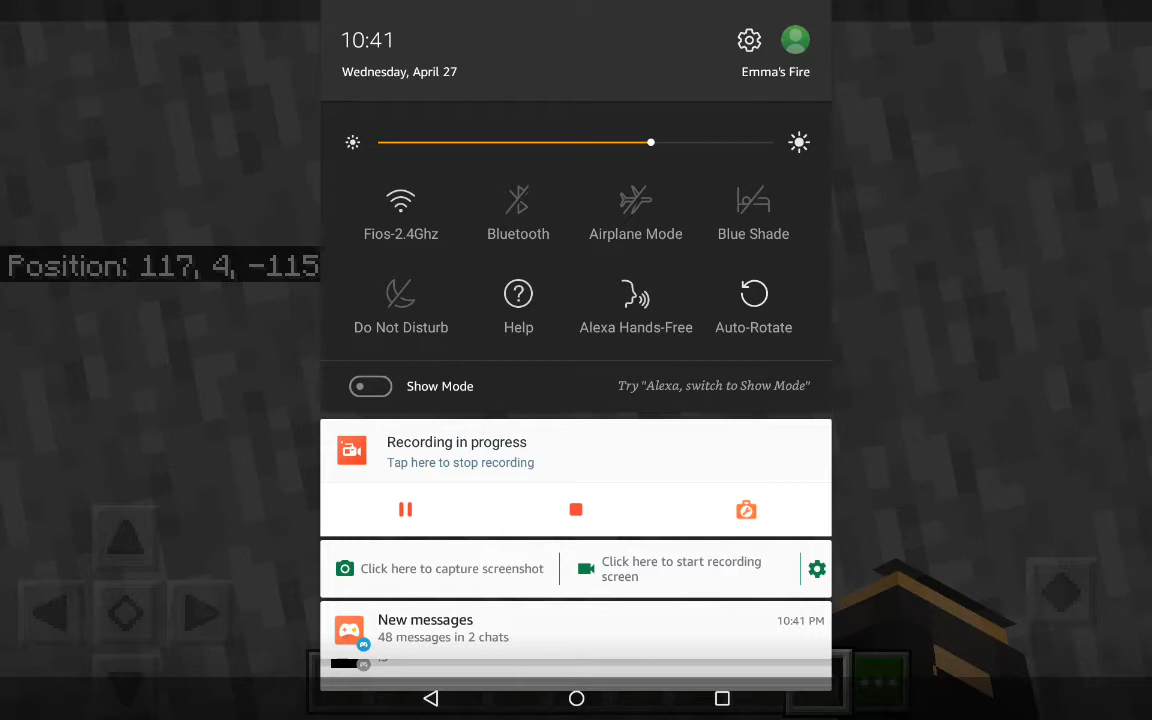 10:41
Wednesday, April 27
Emma's Fire
Fios-2.4Ghz
Bluetooth
Airplane Mode
Blue Shade
Position: 117, 4, -115
Do Not Disturb
Help
Alexa Hands-Free
Auto-Rotate
Show Mode
Try "Alexa, switch to Show Mode"
Recording in progress
Tap here to stop recording
Click here to capture screenshot
Click here to start recording
screen
New messages
10:41 PM
48 messages in 2 chats